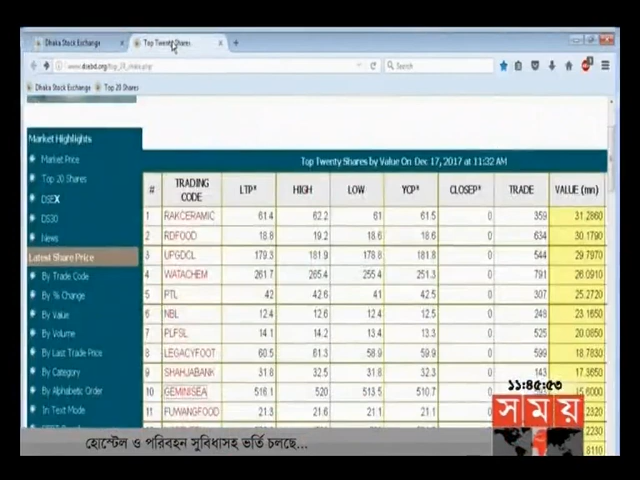 Dhaka Stock Exchange
Top Twenty Shares
www.dsebd.org/top_20_share.php
Search
Dhaka Stock Exchange Top 20 Shares
Market Highlights
Market Price
Top 20 Shares
DSEX
DS30
News
Latest Share Price
By Trade Code
By % Change
By Value
By Volume
By Last Trade Price
By Category
By Alphabetic Order
In Text Mode
Top Twenty Shares by Value On Dec 17, 2017 at 11:32 AM
# TRADING CODE LTP* HIGH LOW YCP* CLOSEP* TRADE VALUE (mn)
1 RAKCERAMIC 61.4 62.2 61 61.5 0 359 31.2860
2 RDFOOD 18.8 19.2 18.6 18.6 0 634 30.1790
3 UPGDCL 179.3 181.9 178.8 181.8 0 544 29.7970
4 WATACHEM 261.7 265.4 255.4 251.3 0 791 26.0910
5 PTL 42 42.6 41 42.5 0 307 25.2720
6 NBL 12.4 12.6 12.4 12.5 0 248 23.1650
7 PLFSL 14.1 14.2 13.4 13.3 0 525 20.0850
8 LEGACYFOOT 60.5 61.3 58.9 59.9 0 599 18.7830
9 SHAHJABANK 31.8 32.5 31.8 32.3 0 143 17.3650
10 GEMINISEA 516.1 520 513.5 510.7 0
11 FUWANGFOOD 21.3 21.6 21.1 21.1 0
১১:৪৫:৫৩
সময়
হোস্টেল ও পরিবহন সুবিধাসহ ভর্তি চলছে...